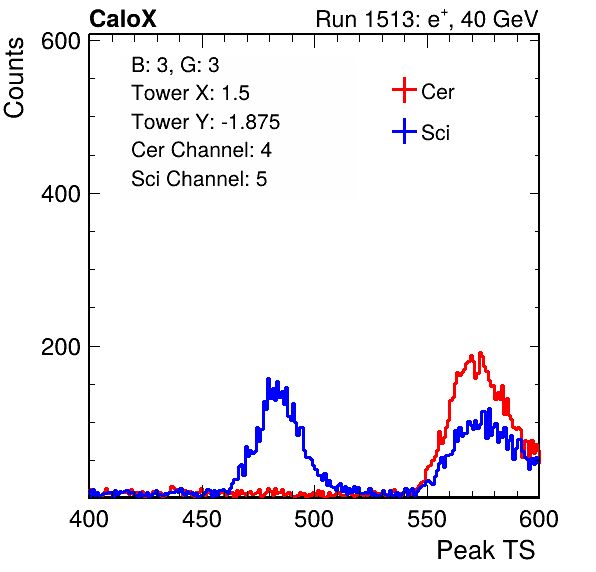 CaloX Run 1513: e+, 40 GeV
Counts
600
400
200
B: 3, G: 3
Tower X: 1.5
Tower Y: -1.875
Cer Channel: 4
Sci Channel: 5
Cer
Sci
400 450 500 550 600
Peak TS